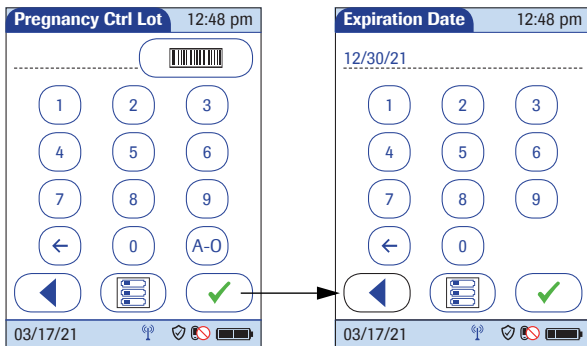 Pregnancy Ctrl Lot 12:48 pm
1 2 3
4 5 6
7 8 9
0 A-O
03/17/21
Expiration Date 12:48 pm
12/30/21
1 2 3
4 5 6
7 8 9
0
03/17/21